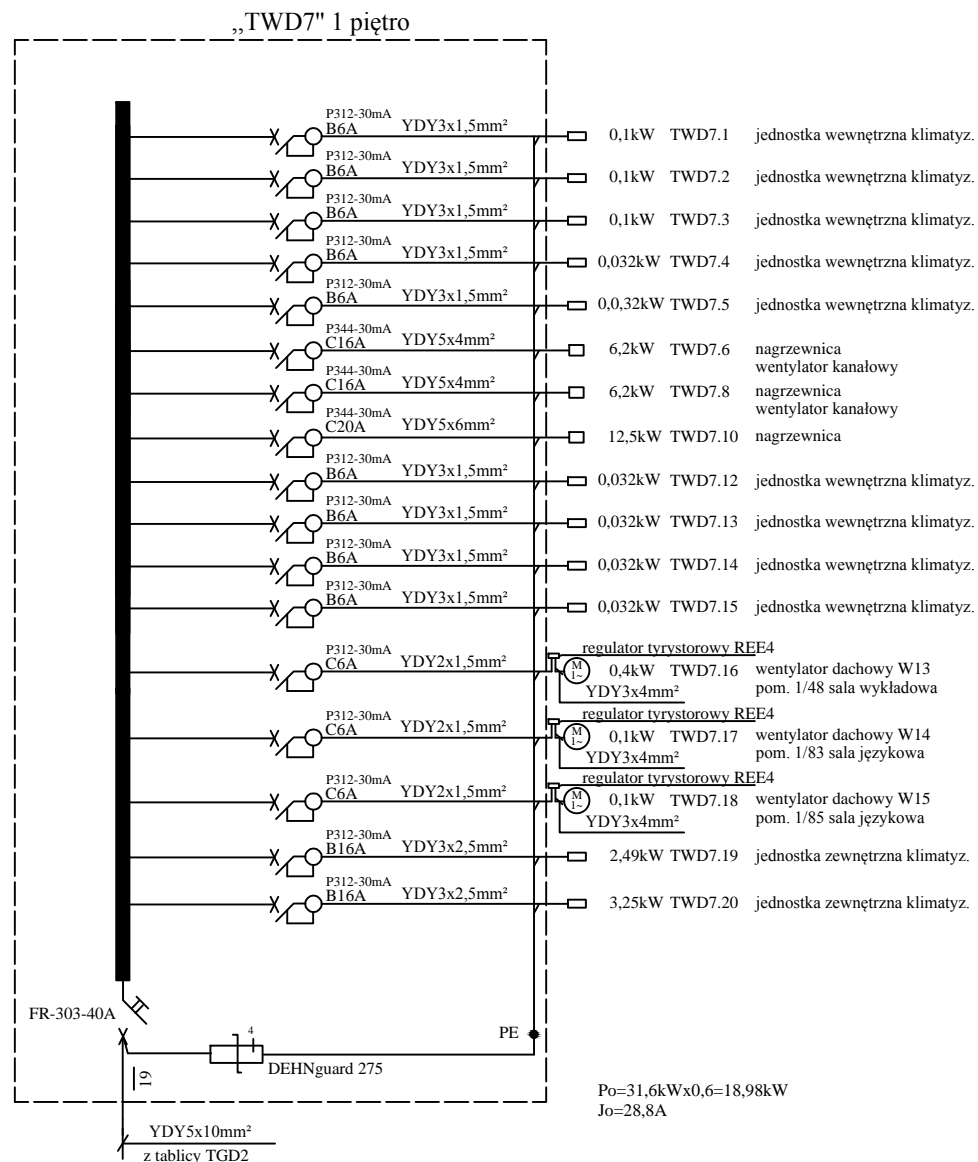 ,,TWD7" 1 piętro
P312-30mA
B6A YDY3x1,5mm² 0,1kW TWD7.1 jednostka wewnętrzna klimatyz.
P312-30mA
B6A YDY3x1,5mm² 0,1kW TWD7.2 jednostka wewnętrzna klimatyz.
P312-30mA
B6A YDY3x1,5mm² 0,1kW TWD7.3 jednostka wewnętrzna klimatyz.
P312-30mA
B6A YDY3x1,5mm² 0,032kW TWD7.4 jednostka wewnętrzna klimatyz.
P312-30mA
B6A YDY3x1,5mm² 0,0,32kW TWD7.5 jednostka wewnętrzna klimatyz.
P344-30mA
C16A YDY5x4mm² 6,2kW TWD7.6 nagrzewnica
wentylator kanałowy
P344-30mA
C16A YDY5x4mm² 6,2kW TWD7.8 nagrzewnica
wentylator kanałowy
P344-30mA
C20A YDY5x6mm² 12,5kW TWD7.10 nagrzewnica
P312-30mA
B6A YDY3x1,5mm² 0,032kW TWD7.12 jednostka wewnętrzna klimatyz.
P312-30mA
B6A YDY3x1,5mm² 0,032kW TWD7.13 jednostka wewnętrzna klimatyz.
P312-30mA
B6A YDY3x1,5mm² 0,032kW TWD7.14 jednostka wewnętrzna klimatyz.
P312-30mA
B6A YDY3x1,5mm² 0,032kW TWD7.15 jednostka wewnętrzna klimatyz.
regulator tyrystorowy REE4
P312-30mA
C6A YDY2x1,5mm² M 1~ 0,4kW TWD7.16 wentylator dachowy W13
YDY3x4mm² pom. 1/48 sala wykładowa
regulator tyrystorowy REE4
P312-30mA
C6A YDY2x1,5mm² M 1~ 0,1kW TWD7.17 wentylator dachowy W14
YDY3x4mm² pom. 1/83 sala językowa
regulator tyrystorowy REE4
P312-30mA
C6A YDY2x1,5mm² M 1~ 0,1kW TWD7.18 wentylator dachowy W15
YDY3x4mm² pom. 1/85 sala językowa
P312-30mA
B16A YDY3x2,5mm² 2,49kW TWD7.19 jednostka zewnętrzna klimatyz.
P312-30mA
B16A YDY3x2,5mm² 3,25kW TWD7.20 jednostka zewnętrzna klimatyz.
FR-303-40A
PE
4
DEHNguard 275
19
Po=31,6kWx0,6=18,98kW
Jo=28,8A
YDY5x10mm²
z tablicy TGD2